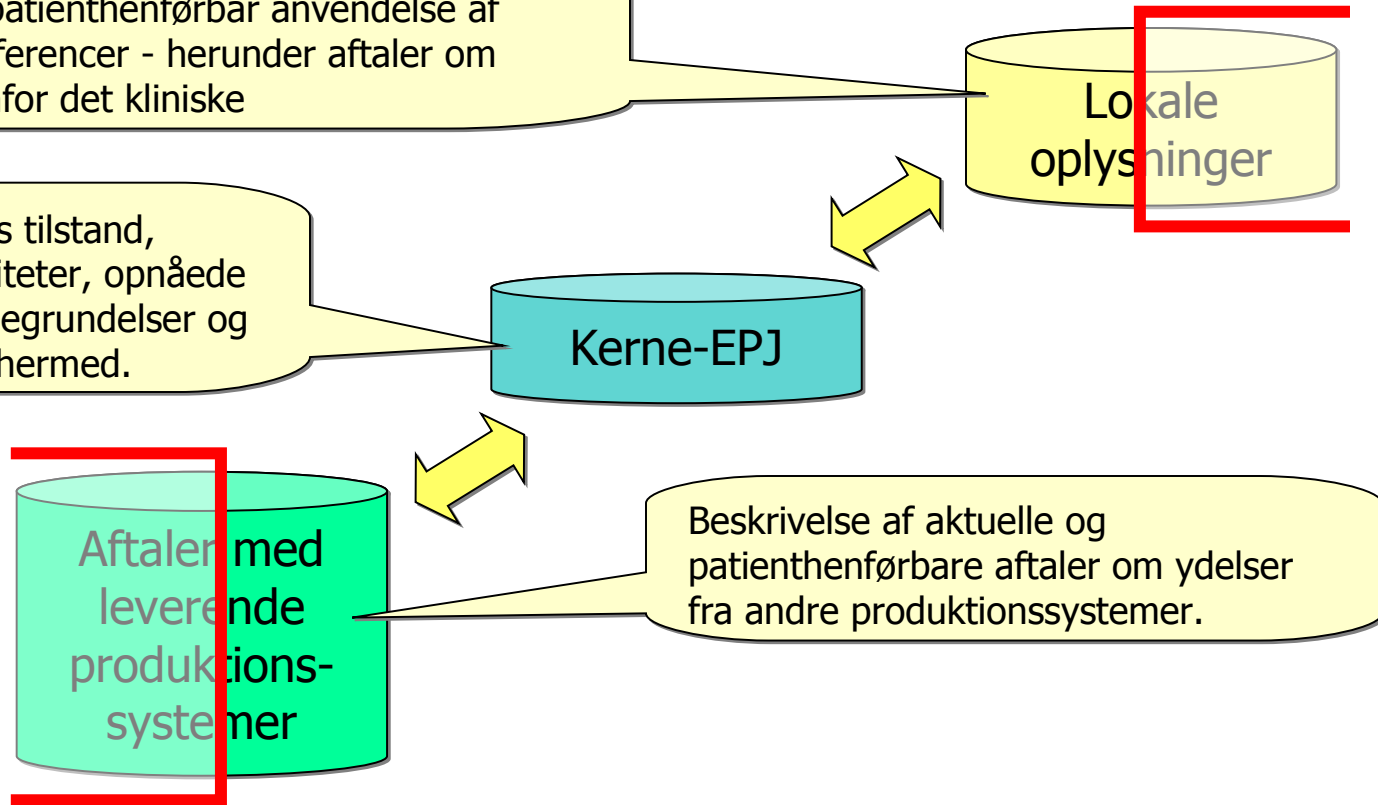 patienthenførbar anvendelse af
ferencer - herunder aftaler om
for det kliniske
Lokale
oplysninger
s tilstand,
iteter, opnåede
egrundelser og
hermed.
Kerne-EPJ
Aftaler med
leverende
produktions-
systemer
Beskrivelse af aktuelle og
patienthenførbare aftaler om ydelser
fra andre produktionssystemer.